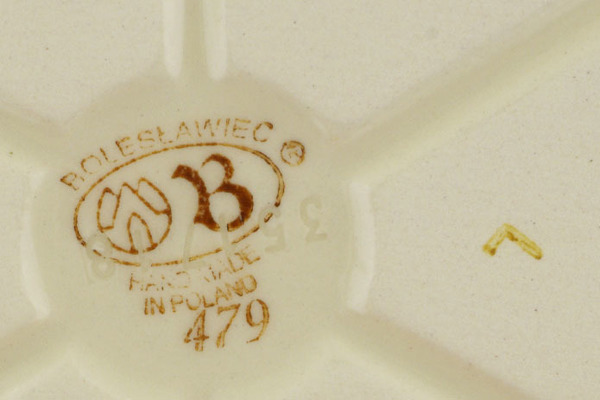 BOLESŁAWIEC ®
B
HAND MADE
IN POLAND
479